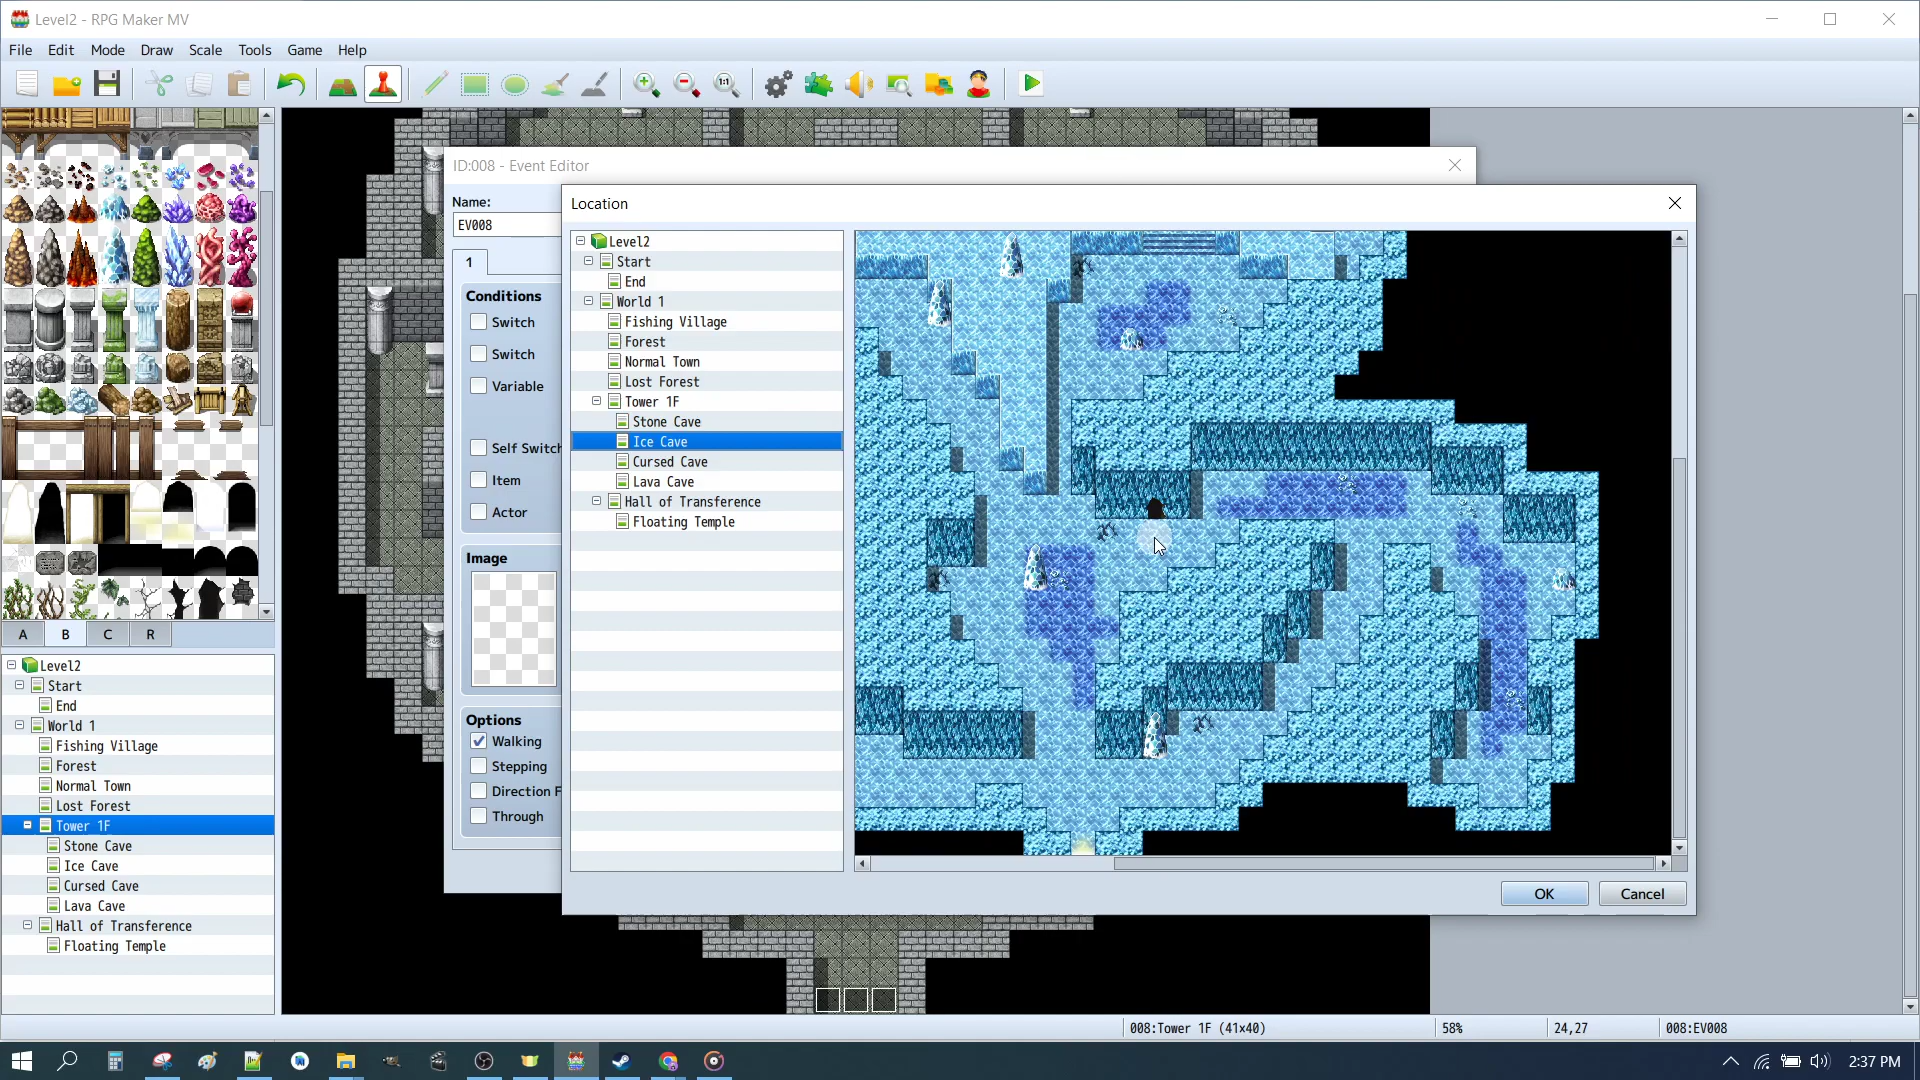 Level2 - RPG Maker MV
File Edit Mode Draw Scale Tools Game Help
1:1
ID:008 - Event Editor
Name:
EV008
1
Conditions
Switch
Switch
Variable
Self Switch
Item
Actor
Image
Options
Walking
Stepping
Direction F
Through
Location
Level2
Start
End
World 1
Fishing Village
Forest
Normal Town
Lost Forest
Tower 1F
Stone Cave
Ice Cave
Cursed Cave
Lava Cave
Hall of Transference
Floating Temple
OK Cancel
A B C R
Level2
Start
End
World 1
Fishing Village
Forest
Normal Town
Lost Forest
Tower 1F
Stone Cave
Ice Cave
Cursed Cave
Lava Cave
Hall of Transference
Floating Temple
008:Tower 1F (41x40) 58% 24,27 008:EV008
2:37 PM